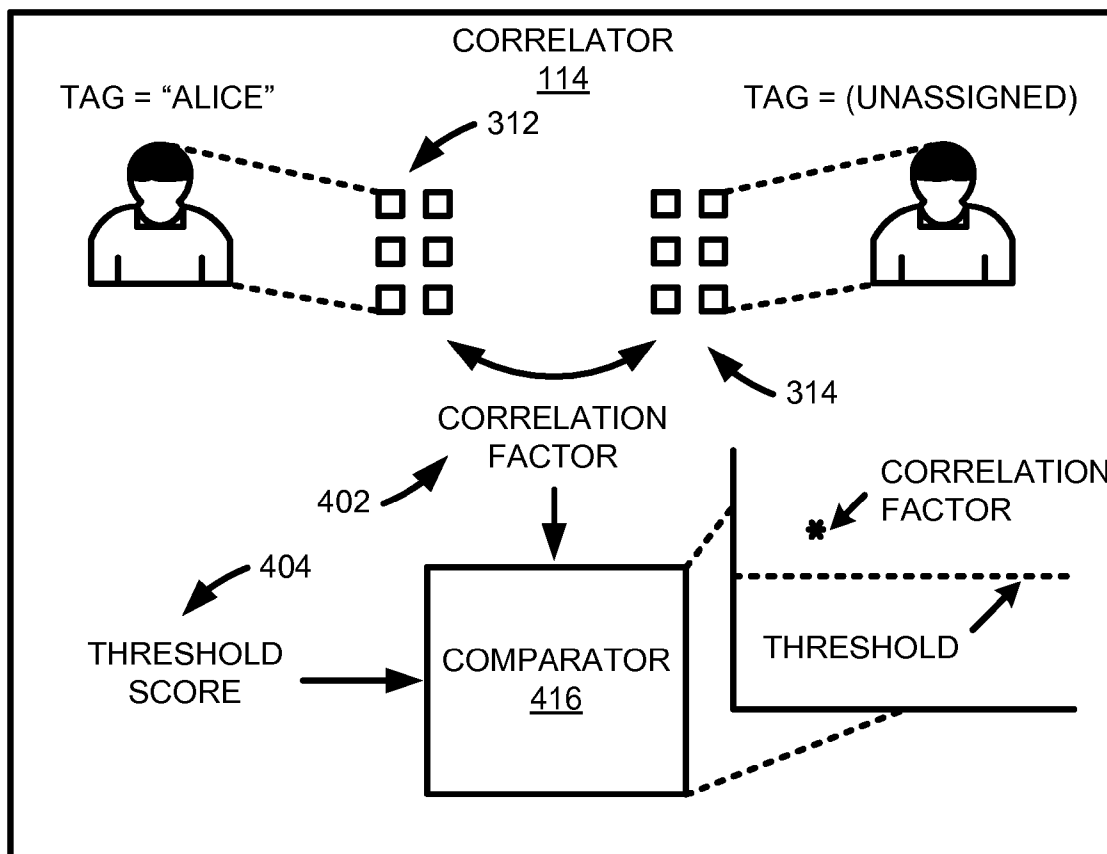 CORRELATOR
114
TAG = “ALICE”
TAG = (UNASSIGNED)
312
314
CORRELATION
FACTOR
402
CORRELATION
FACTOR
404
THRESHOLD
SCORE
COMPARATOR
416
THRESHOLD